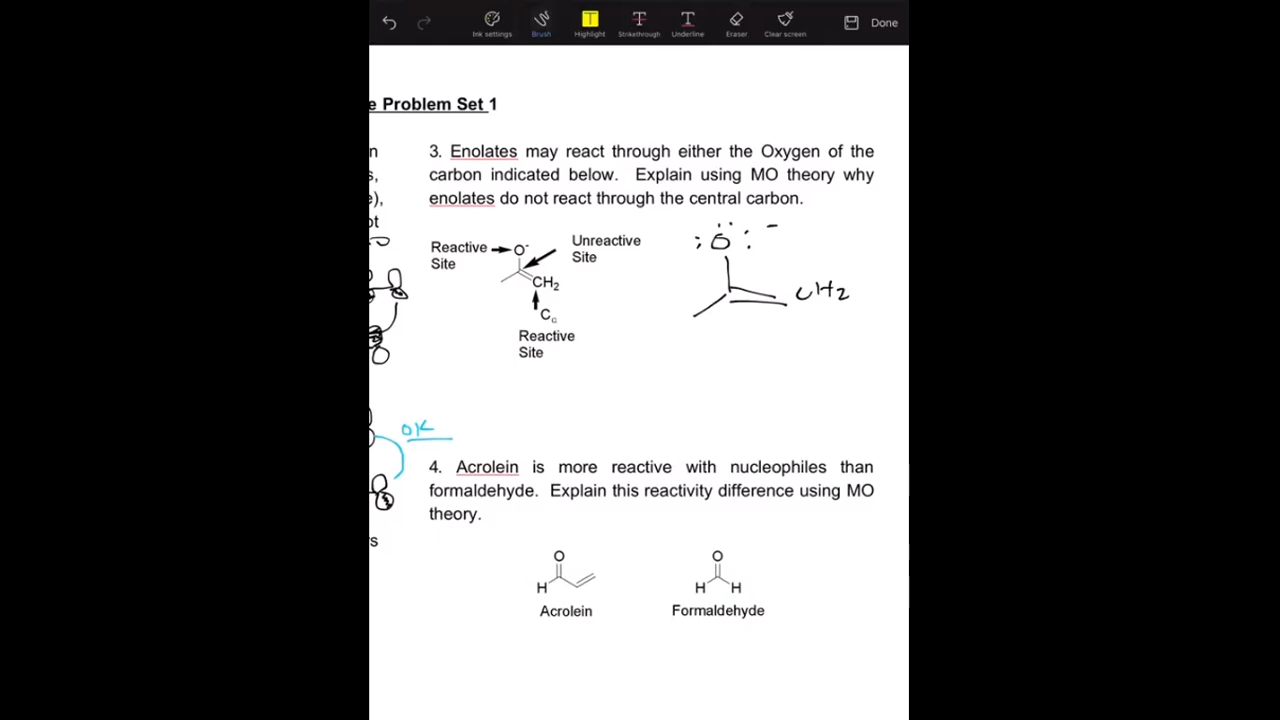 Ink settings
Brush
Highlight
Strikethrough
Underline
Eraser
Clear screen
Done
e Problem Set 1
n
s,
e),
ot
OK
s
3. Enolates may react through either the Oxygen of the
carbon indicated below. Explain using MO theory why
enolates do not react through the central carbon.
Reactive
Site
O-
Unreactive
Site
CH2
Cα
Reactive
Site
:O: -
CH2
4. Acrolein is more reactive with nucleophiles than
formaldehyde. Explain this reactivity difference using MO
theory.
O
H
Acrolein
O
H H
Formaldehyde